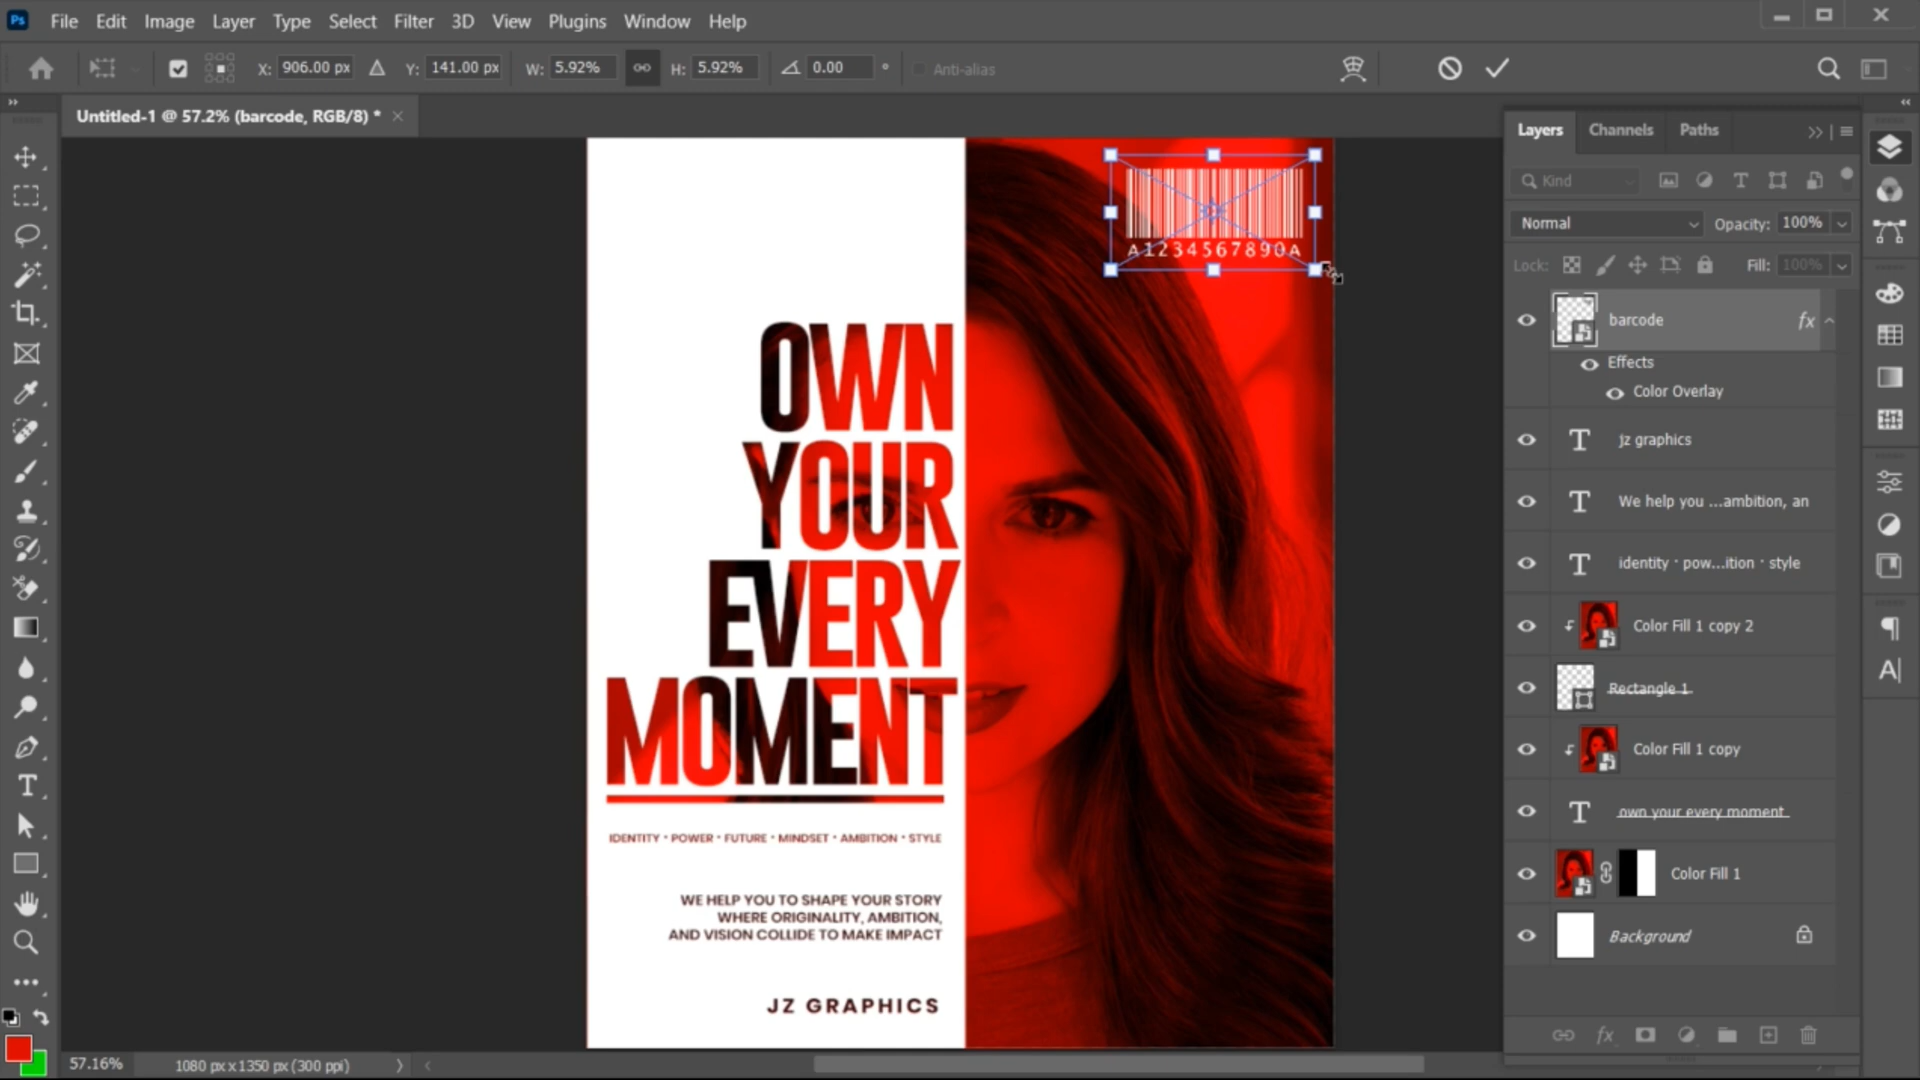 Ps File Edit Image Layer Type Select Filter 3D View Plugins Window Help
X: 906.00 px Y: 141.00 px W: 5.92% H: 5.92% 0.00 ° Anti-alias
Untitled-1 @ 57.2% (barcode, RGB/8) * ×
A1234567890A
OWN
YOUR
EVERY
MOMENT
IDENTITY • POWER • FUTURE • MINDSET • AMBITION • STYLE
WE HELP YOU TO SHAPE YOUR STORY
WHERE ORIGINALITY, AMBITION,
AND VISION COLLIDE TO MAKE IMPACT
JZ GRAPHICS
57.16% 1080 px x 1350 px (300 ppi)
Layers Channels Paths
Kind
Normal Opacity: 100%
Lock: Fill: 100%
barcode fx
Effects
Color Overlay
jz graphics
We help you ...ambition, an
identity • pow...ition • style
Color Fill 1 copy 2
Rectangle 1
Color Fill 1 copy
own your every moment
Color Fill 1
Background
fx